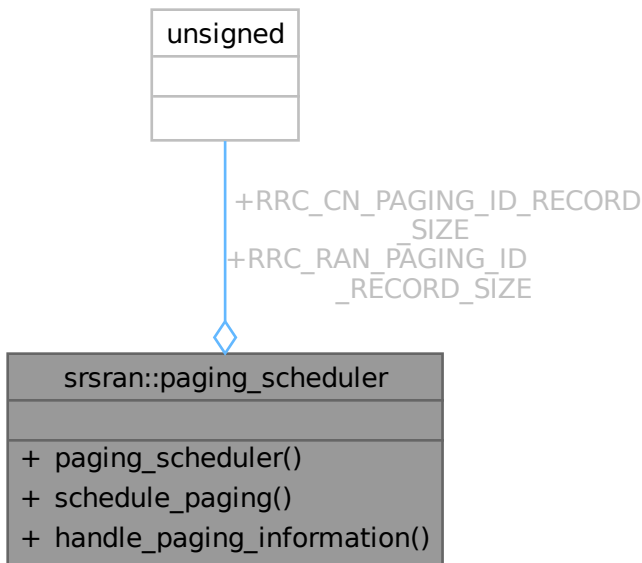 unsigned
+RRC_CN_PAGING_ID_RECORD
_SIZE
+RRC_RAN_PAGING_ID
_RECORD_SIZE
srsran::paging_scheduler
+ paging_scheduler()
+ schedule_paging()
+ handle_paging_information()